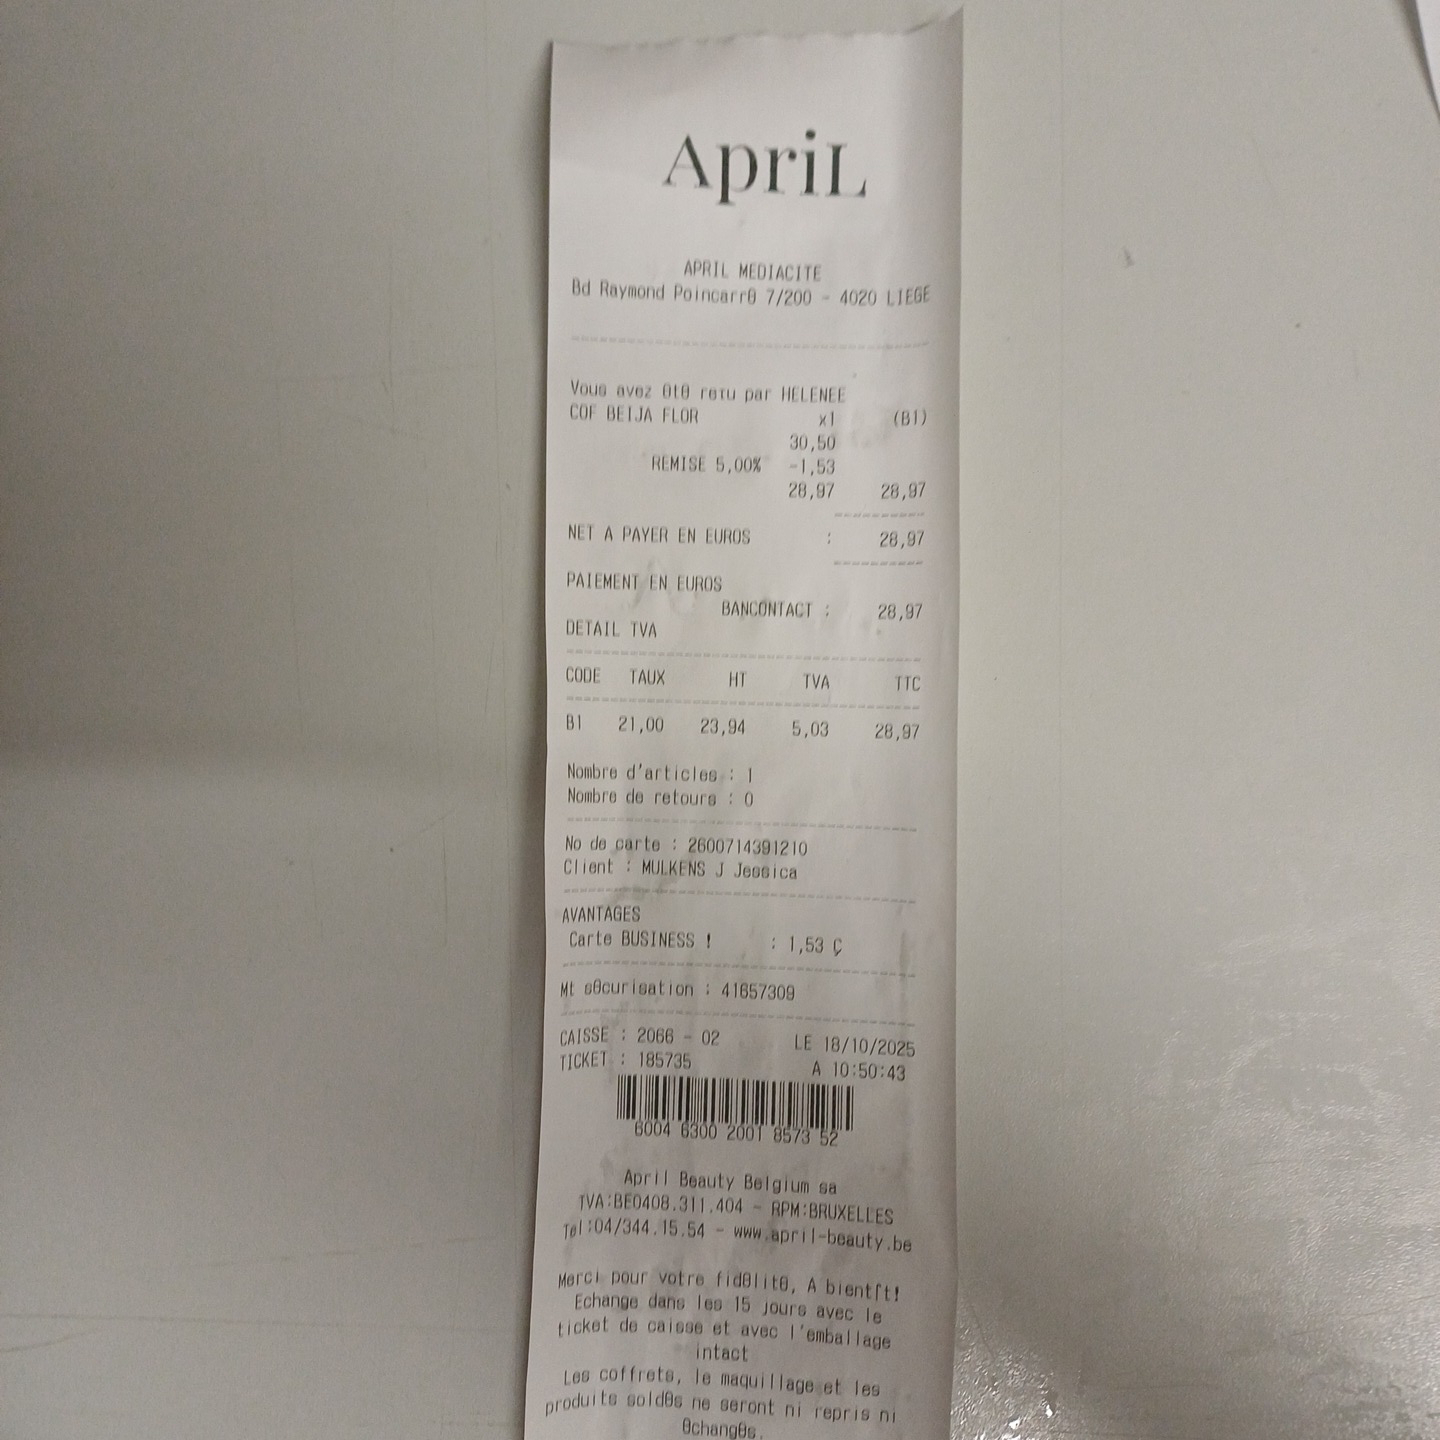 ApriL
APRIL MEDIACITE
Bd Raymond Poincarr0 7/200 - 4020 LIEGE
Vous avez 0t0 retu par HELENEE
COF BEIJA FLOR x1 (B1)
30,50
REMISE 5,00% -1,53
28,97 28,97
NET A PAYER EN EUROS : 28,97
PAIEMENT EN EUROS
BANCONTACT : 28,97
DETAIL TVA
CODE TAUX HT TVA TTC
B1 21,00 23,94 5,03 28,97
Nombre d'articles : 1
Nombre de retours : 0
No de carte : 2600714391210
Client : MULKENS J Jessica
AVANTAGES
Carte BUSINESS ! : 1,53 Ç
Mt s0curisation : 41657309
CAISSE : 2066 - 02 LE 18/10/2025
TICKET : 185735 A 10:50:43
6004 6300 2001 8573 52
April Beauty Belgium sa
TVA:BE0408.311.404 - RPM:BRUXELLES
Tel:04/344.15.54 - www.april-beauty.be
Merci pour votre fid0lit0, A bient⌠t!
Echange dans les 15 jours avec le
ticket de caisse et avec l'emballage
intact
Les coffrets, le maquillage et les
produits sold0s ne seront ni repris ni
0chang0s.